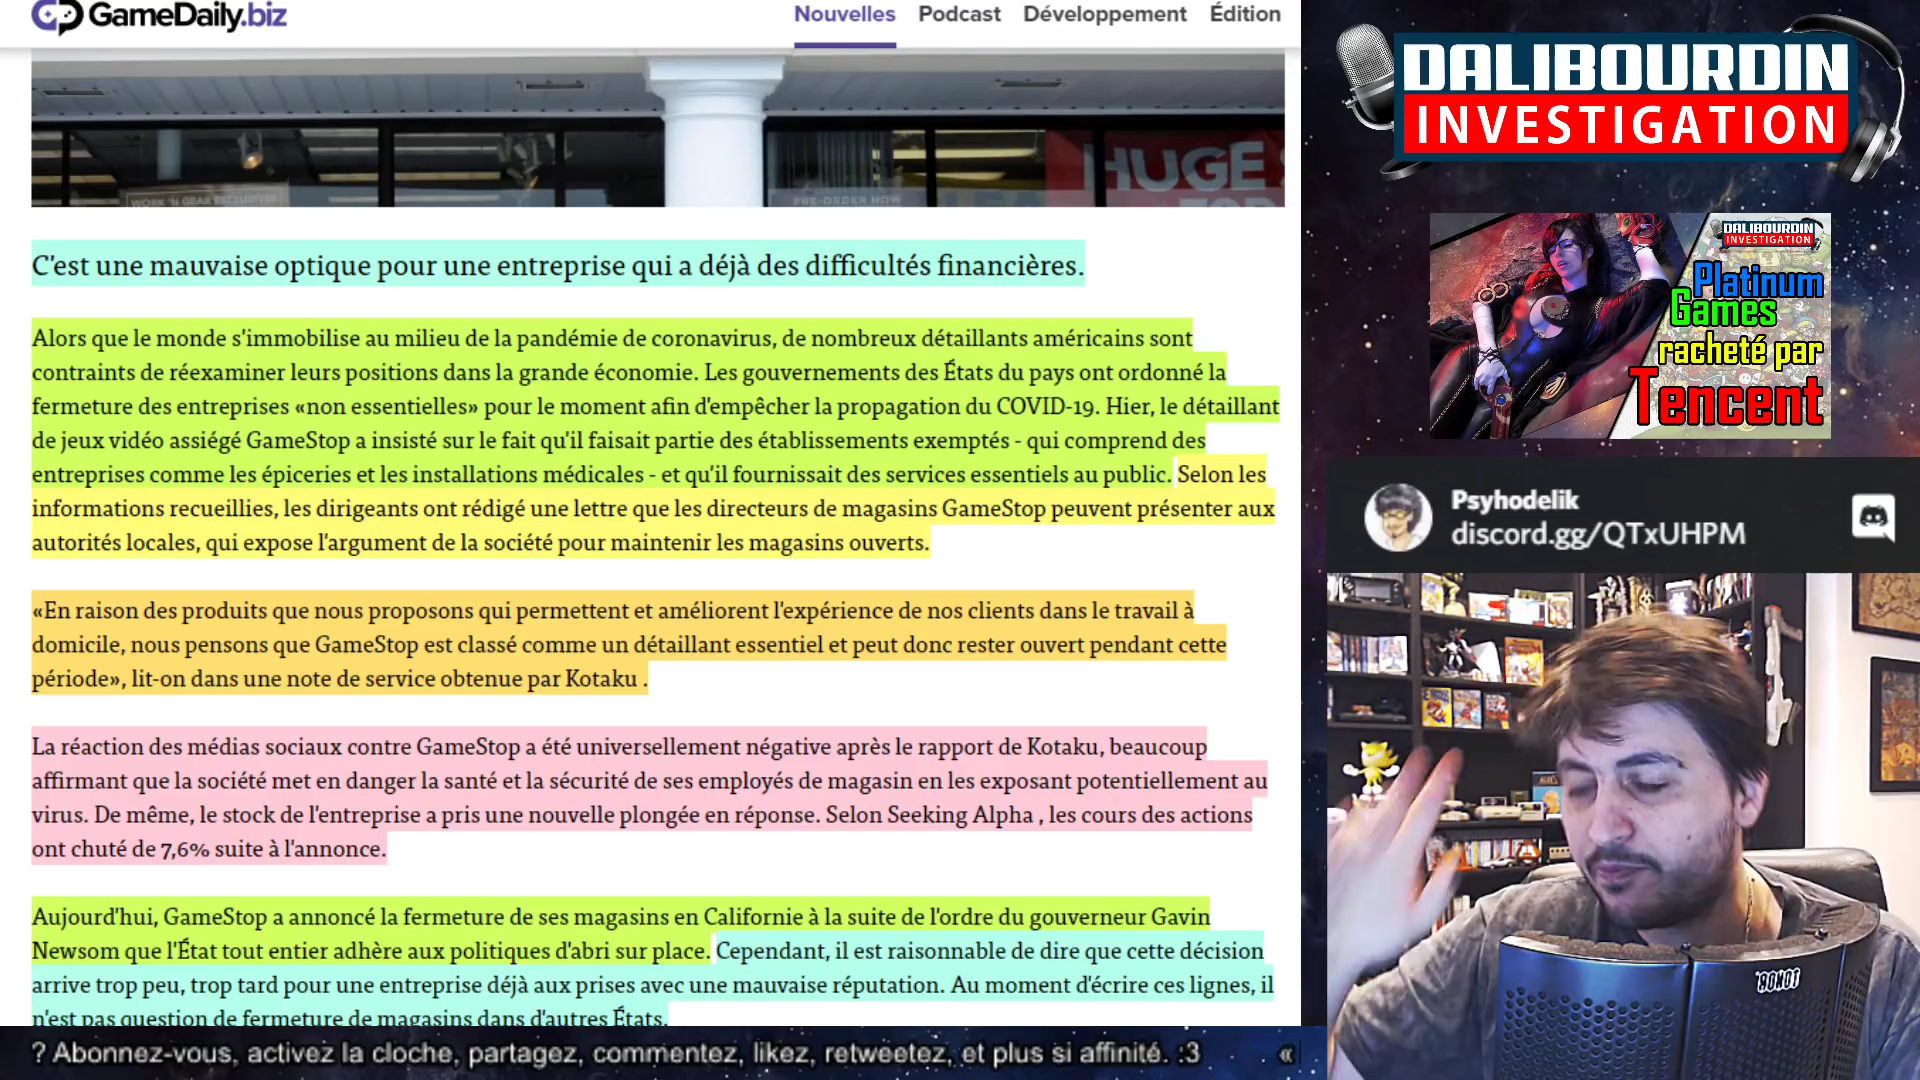 GameDaily.biz
Nouvelles Podcast Développement Édition
WORK 'N GEAR EXCLUSIVELY
PRE-ORDER NOW
HUGE
FOR
C'est une mauvaise optique pour une entreprise qui a déjà des difficultés financières.
Alors que le monde s'immobilise au milieu de la pandémie de coronavirus, de nombreux détaillants américains sont
contraints de réexaminer leurs positions dans la grande économie. Les gouvernements des États du pays ont ordonné la
fermeture des entreprises «non essentielles» pour le moment afin d'empêcher la propagation du COVID-19. Hier, le détaillant
de jeux vidéo assiégé GameStop a insisté sur le fait qu'il faisait partie des établissements exemptés - qui comprend des
entreprises comme les épiceries et les installations médicales - et qu'il fournissait des services essentiels au public. Selon les
informations recueillies, les dirigeants ont rédigé une lettre que les directeurs de magasins GameStop peuvent présenter aux
autorités locales, qui expose l'argument de la société pour maintenir les magasins ouverts.
«En raison des produits que nous proposons qui permettent et améliorent l'expérience de nos clients dans le travail à
domicile, nous pensons que GameStop est classé comme un détaillant essentiel et peut donc rester ouvert pendant cette
période», lit-on dans une note de service obtenue par Kotaku .
La réaction des médias sociaux contre GameStop a été universellement négative après le rapport de Kotaku, beaucoup
affirmant que la société met en danger la santé et la sécurité de ses employés de magasin en les exposant potentiellement au
virus. De même, le stock de l'entreprise a pris une nouvelle plongée en réponse. Selon Seeking Alpha , les cours des actions
ont chuté de 7,6% suite à l'annonce.
Aujourd'hui, GameStop a annoncé la fermeture de ses magasins en Californie à la suite de l'ordre du gouverneur Gavin
Newsom que l'État tout entier adhère aux politiques d'abri sur place. Cependant, il est raisonnable de dire que cette décision
arrive trop peu, trop tard pour une entreprise déjà aux prises avec une mauvaise réputation. Au moment d'écrire ces lignes, il
n'est pas question de fermeture de magasins dans d'autres États.
? Abonnez-vous, activez la cloche, partagez, commentez, likez, retweetez, et plus si affinité. :3 «
DALIBOURDIN
INVESTIGATION
DALIBOURDIN
INVESTIGATION
Platinum
Games
racheté par
Tencent
Psyhodelik
discord.gg/QTxUHPM
BONOT